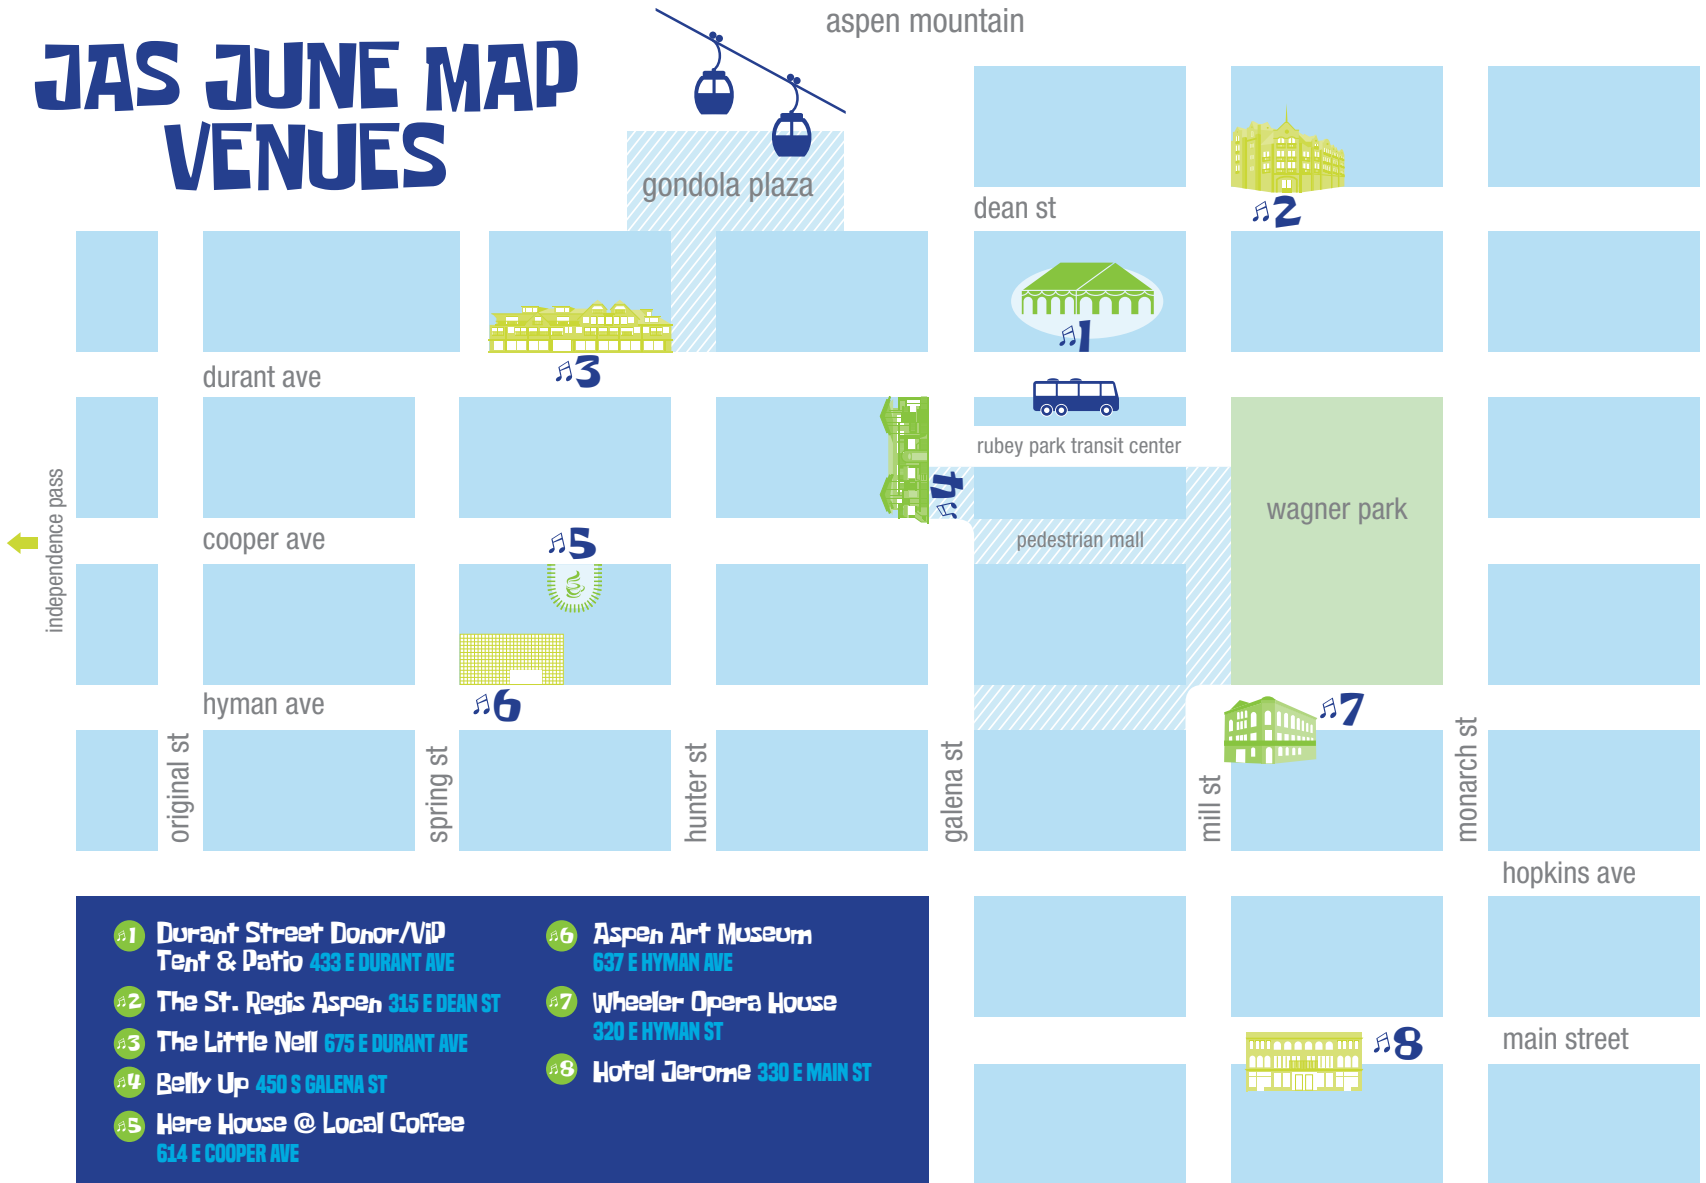 aspen mountain
JAS JUNE MAP
VENUES
gondola plaza
dean st
2
1
3
durant ave
rubey park transit center
4
wagner park
independence pass
cooper ave
5
pedestrian mall
hyman ave
6
7
original st
spring st
hunter st
galena st
mill st
monarch st
hopkins ave
8
main street
1 Durant Street Donor/ViP
Tent & Patio 433 E DURANT AVE
2 The St. Regis Aspen 315 E DEAN ST
3 The Little Nell 675 E DURANT AVE
4 Belly Up 450 S GALENA ST
5 Here House @ Local Coffee
614 E COOPER AVE
6 Aspen Art Museum
637 E HYMAN AVE
7 Wheeler Opera House
320 E HYMAN ST
8 Hotel Jerome 330 E MAIN ST